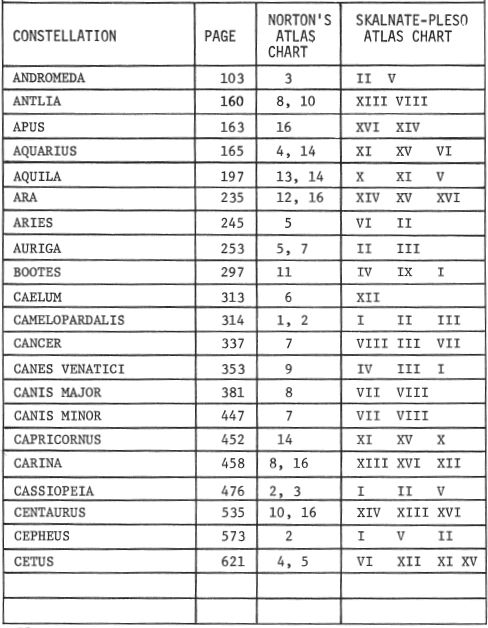 CONSTELLATION PAGE NORTON'S ATLAS CHART SKALNATE-PLESO ATLAS CHART
ANDROMEDA 103 3 II V
ANTLIA 160 8, 10 XIII VIII
APUS 163 16 XVI XIV
AQUARIUS 165 4, 14 XI XV VI
AQUILA 197 13, 14 X XI V
ARA 235 12, 16 XIV XV XVI
ARIES 245 5 VI II
AURIGA 253 5, 7 II III
BOOTES 297 11 IV IX I
CAELUM 313 6 XII
CAMELOPARDALIS 314 1, 2 I II III
CANCER 337 7 VIII III VII
CANES VENATICI 353 9 IV III I
CANIS MAJOR 381 8 VII VIII
CANIS MINOR 447 7 VII VIII
CAPRICORNUS 452 14 XI XV X
CARINA 458 8, 16 XIII XVI XII
CASSIOPEIA 476 2, 3 I II V
CENTAURUS 535 10, 16 XIV XIII XVI
CEPHEUS 573 2 I V II
CETUS 621 4, 5 VI XII XI XV